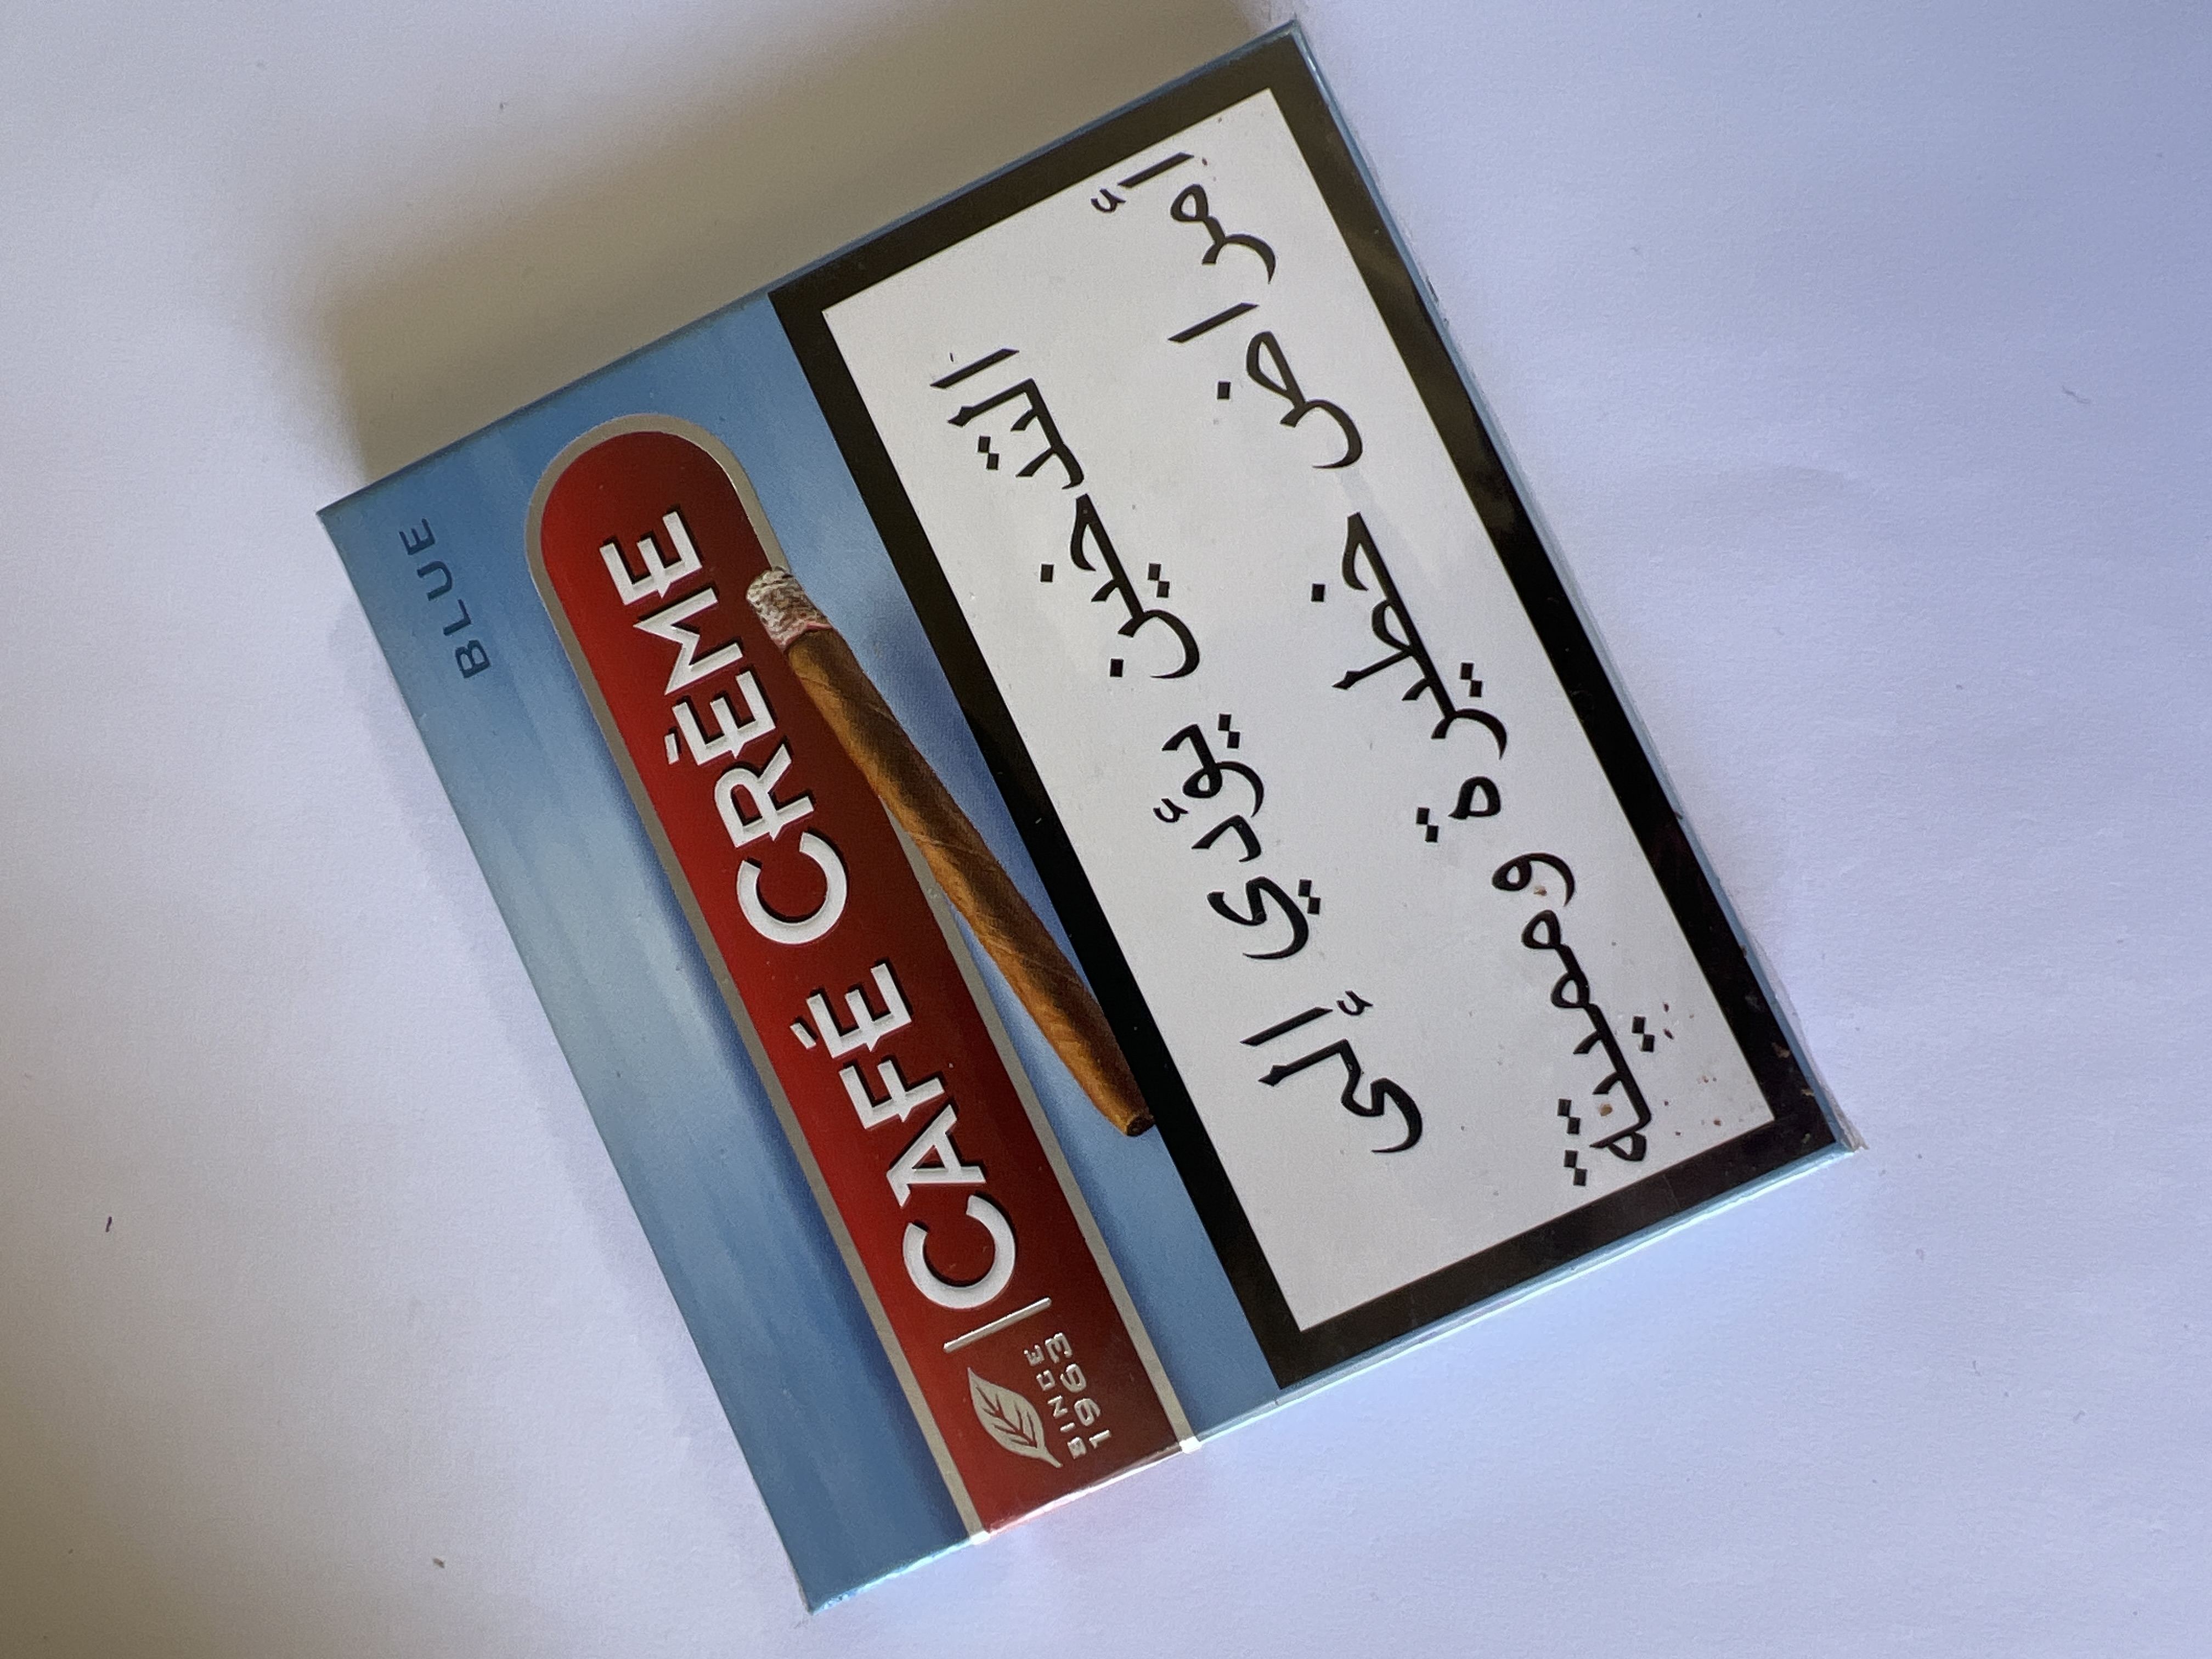 BLUE
CAFÉ CRÈME
SINCE
1963
التدخين يؤدي إلى
أمراض خطيرة ومميتة